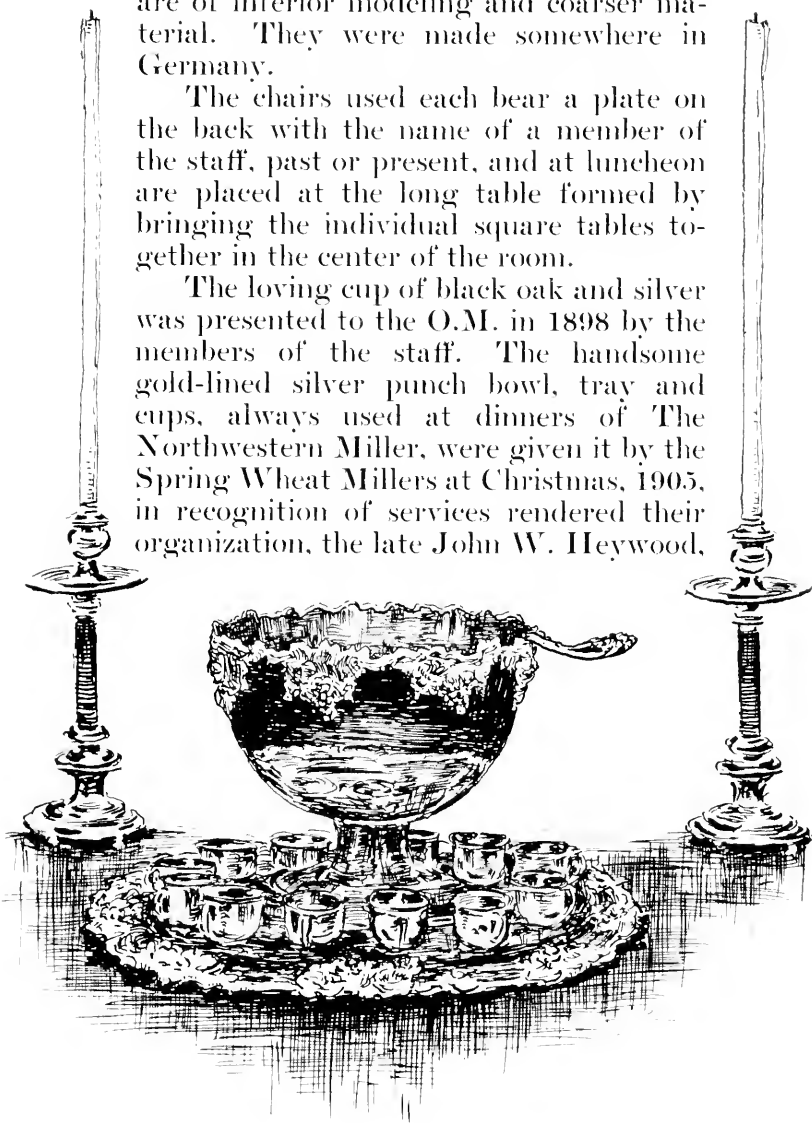 are of inferior modeling and coarser ma-
terial. They were made somewhere in
Germany.
The chairs used each bear a plate on
the back with the name of a member of
the staff, past or present, and at luncheon
are placed at the long table formed by
bringing the individual square tables to-
gether in the center of the room.
The loving cup of black oak and silver
was presented to the O.M. in 1898 by the
members of the staff. The handsome
gold-lined silver punch bowl, tray and
cups, always used at dinners of The
Northwestern Miller, were given it by the
Spring Wheat Millers at Christmas, 1905,
in recognition of services rendered their
organization, the late John W. Heywood,